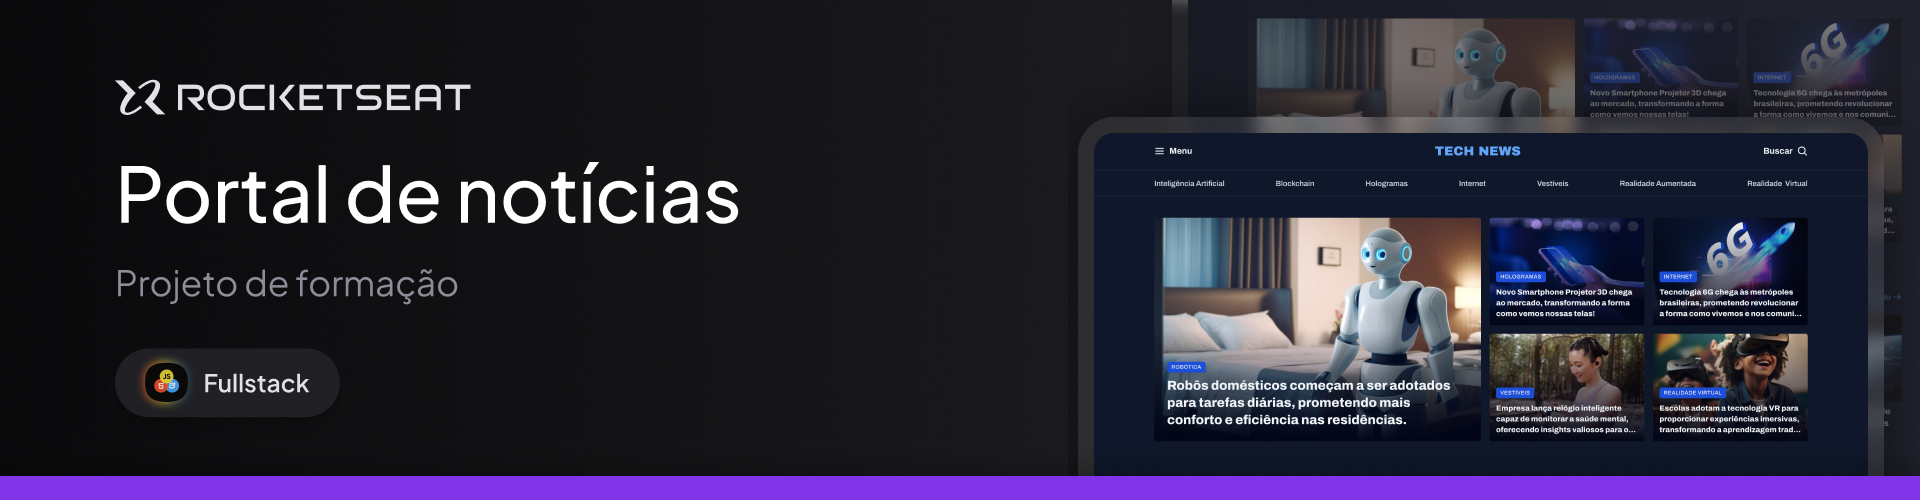 ROCKETSEAT
Portal de notícias
Projeto de formação
JS
Fullstack
HOLOGRAMAS
Novo Smartphone Projetor 3D chega
ao mercado, transformando a forma
como vemos nossas telas!
6G
INTERNET
Tecnologia 6G chega às metrópoles
brasileiras, prometendo revolucionar
a forma como vivemos e nos comuni...
Menu
TECH NEWS
Buscar
Inteligência Artificial
Blockchain
Hologramas
Internet
Vestíveis
Realidade Aumentada
Realidade Virtual
ROBÓTICA
Robôs domésticos começam a ser adotados
para tarefas diárias, prometendo mais
conforto e eficiência nas residências.
HOLOGRAMAS
Novo Smartphone Projetor 3D chega
ao mercado, transformando a forma
como vemos nossas telas!
6G
INTERNET
Tecnologia 6G chega às metrópoles
brasileiras, prometendo revolucionar
a forma como vivemos e nos comuni...
VESTÍVEIS
Empresa lança relógio inteligente
capaz de monitorar a saúde mental,
oferecendo insights valiosos para o...
REALIDADE VIRTUAL
Escolas adotam a tecnologia VR para
proporcionar experiências imersivas,
transformando a aprendizagem trad...